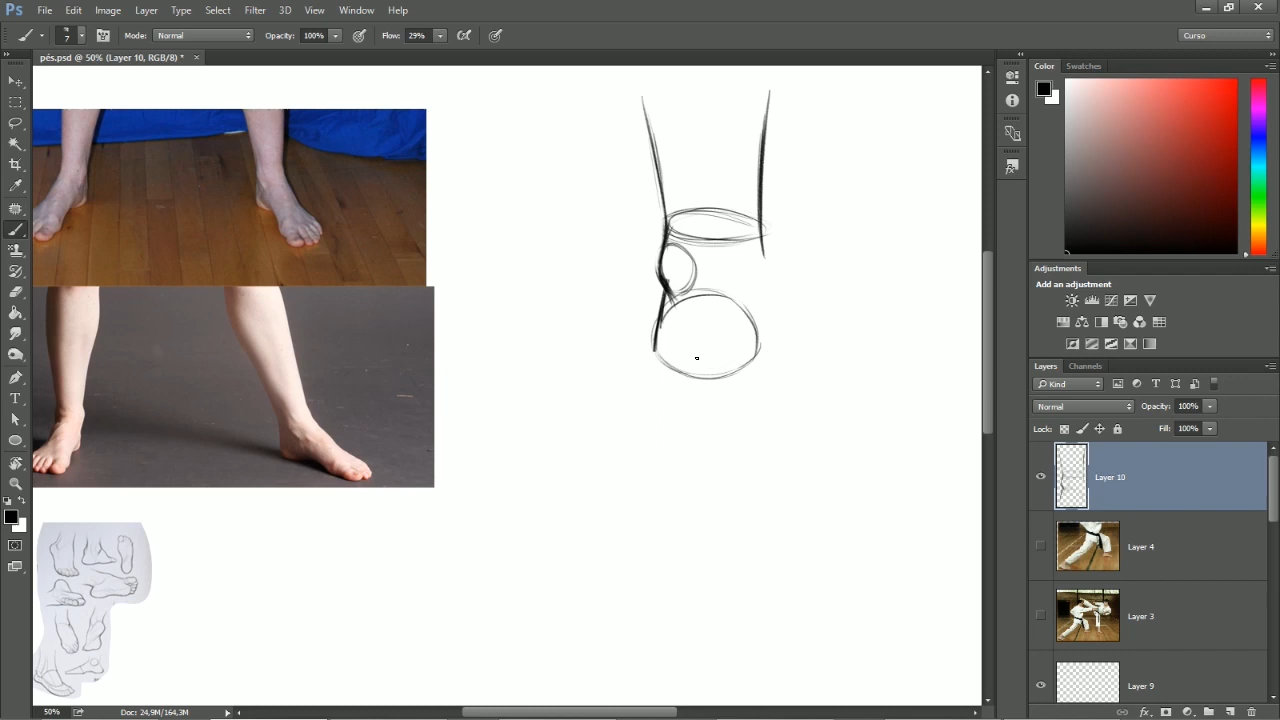 Ps File Edit Image Layer Type Select Filter 3D View Window Help
7 Mode: Normal Opacity: 100% Flow: 29% Curso
pés.psd @ 50% (Layer 10, RGB/8) * ×
Color Swatches
Adjustments
Add an adjustment
Layers Channels
Kind
Normal Opacity: 100%
Lock: Fill: 100%
Layer 10
Layer 4
Layer 3
Layer 9
50% Doc: 24,9M/164,3M